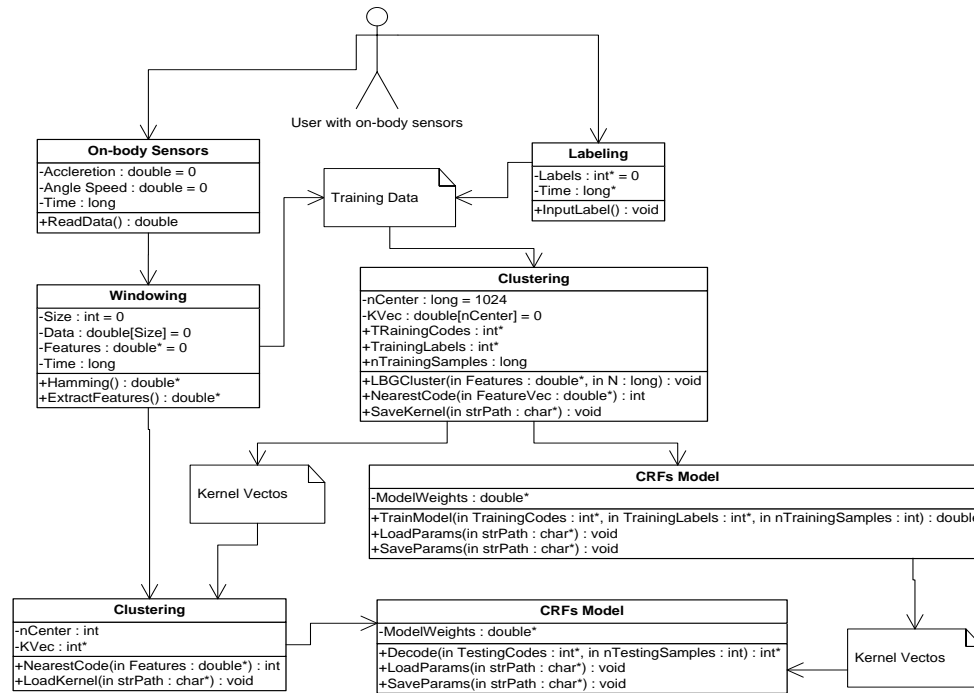 User with on-body sensors
On-body Sensors
-Accleretion : double = 0
-Angle Speed : double = 0
-Time : long
+ReadData() : double
Labeling
-Labels : int* = 0
-Time : long*
+InputLabel() : void
Training Data
Windowing
-Size : int = 0
-Data : double[Size] = 0
-Features : double* = 0
-Time : long
+Hamming() : double*
+ExtractFeatures() : double*
Clustering
-nCenter : long = 1024
-KVec : double[nCenter] = 0
+TRainingCodes : int*
+TrainingLabels : int*
+nTrainingSamples : long
+LBGCluster(in Features : double*, in N : long) : void
+NearestCode(in FeatureVec : double*) : int
+SaveKernel(in strPath : char*) : void
Kernel Vectos
CRFs Model
-ModelWeights : double*
+TrainModel(in TrainingCodes : int*, in TrainingLabels : int*, in nTrainingSamples : int) : double
+LoadParams(in strPath : char*) : void
+SaveParams(in strPath : char*) : void
Clustering
-nCenter : int
-KVec : int*
+NearestCode(in Features : double*) : int
+LoadKernel(in strPath : char*) : void
CRFs Model
-ModelWeights : double*
+Decode(in TestingCodes : int*, in nTestingSamples : int) : int*
+LoadParams(in strPath : char*) : void
+SaveParams(in strPath : char*) : void
Kernel Vectos